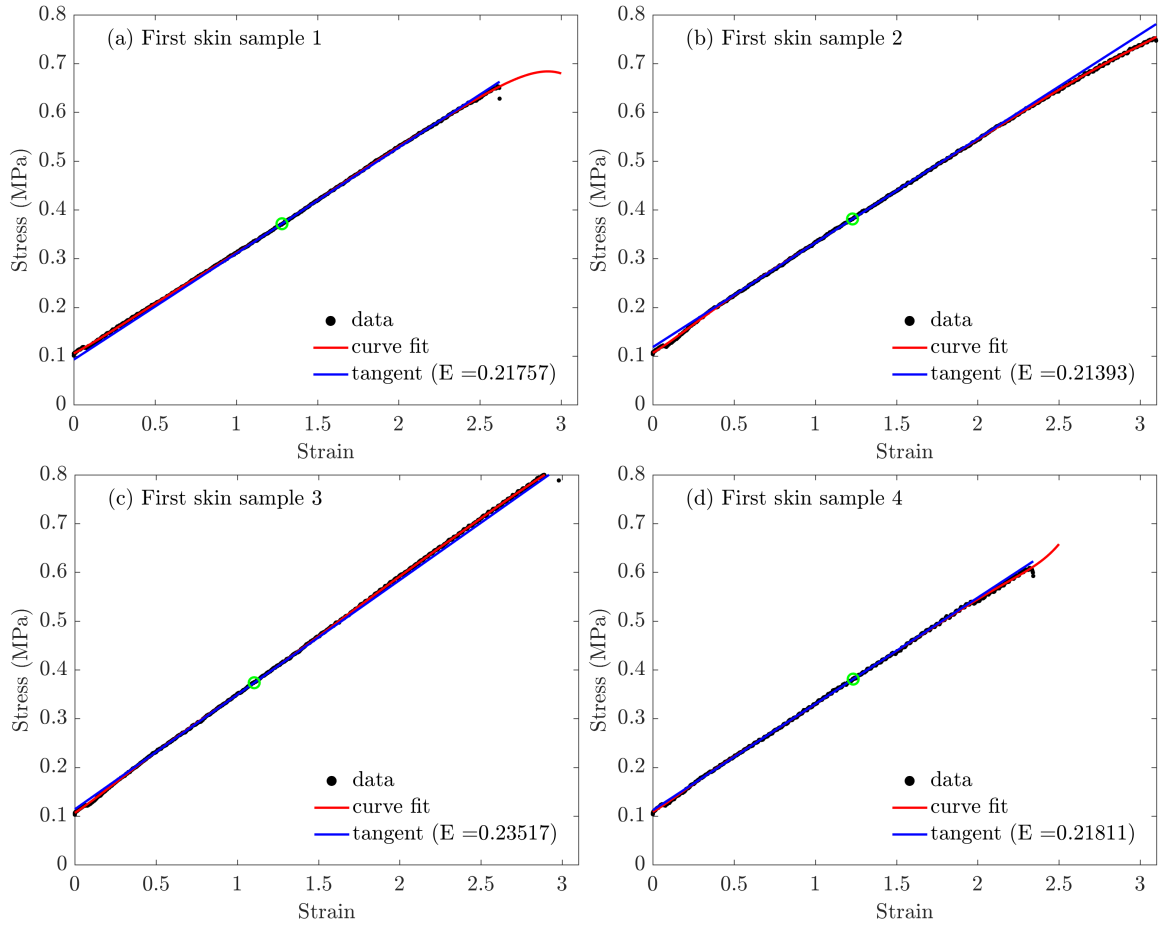 (a) First skin sample 1
Stress (MPa)
0.8
0.7
0.6
0.5
0.4
0.3
0.2
0.1
0
data
curve fit
tangent (E =0.21757)
0 0.5 1 1.5 2 2.5 3
Strain
(b) First skin sample 2
Stress (MPa)
0.8
0.7
0.6
0.5
0.4
0.3
0.2
0.1
0
data
curve fit
tangent (E =0.21393)
0 0.5 1 1.5 2 2.5 3
Strain
(c) First skin sample 3
Stress (MPa)
0.8
0.7
0.6
0.5
0.4
0.3
0.2
0.1
0
data
curve fit
tangent (E =0.23517)
0 0.5 1 1.5 2 2.5 3
Strain
(d) First skin sample 4
Stress (MPa)
0.8
0.7
0.6
0.5
0.4
0.3
0.2
0.1
0
data
curve fit
tangent (E =0.21811)
0 0.5 1 1.5 2 2.5 3
Strain